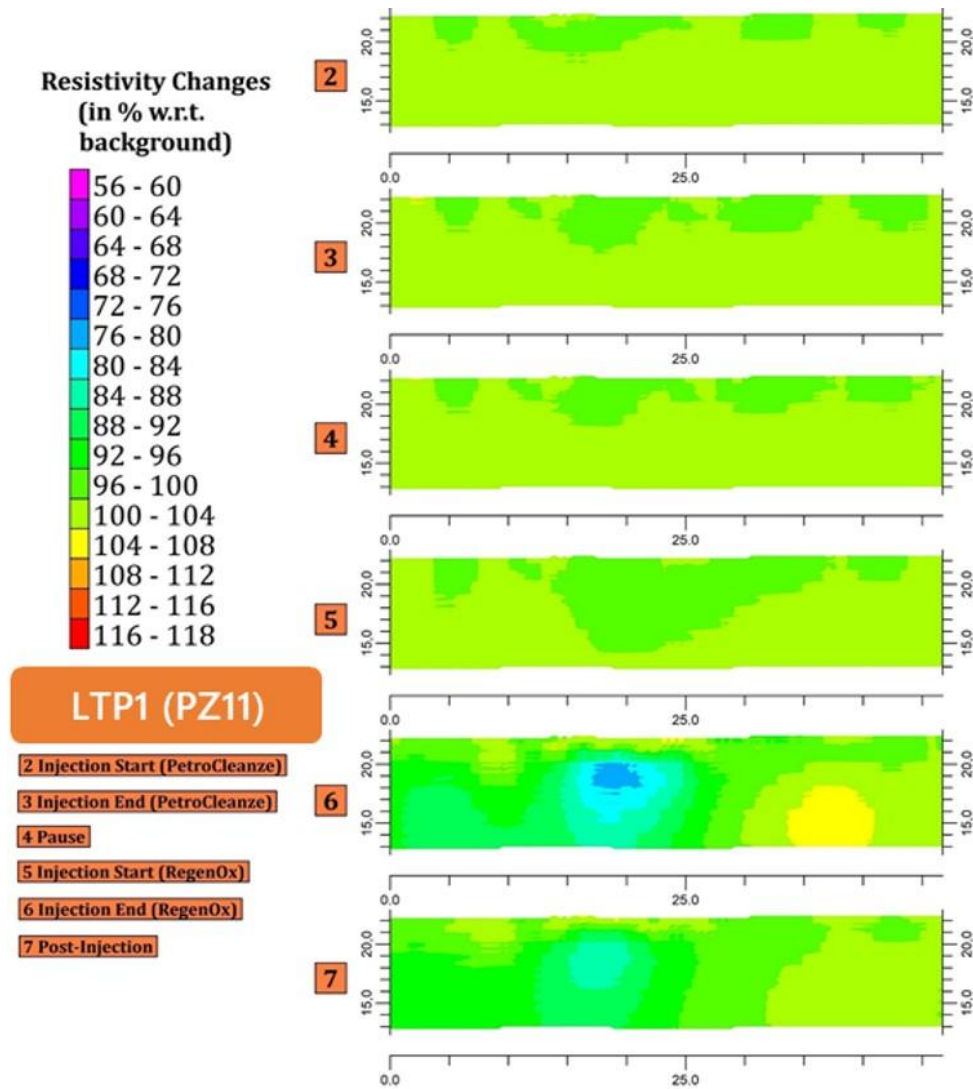 Resistivity Changes
(in % w.r.t.
background)
56 - 60
60 - 64
64 - 68
68 - 72
72 - 76
76 - 80
80 - 84
84 - 88
88 - 92
92 - 96
96 - 100
100 - 104
104 - 108
108 - 112
112 - 116
116 - 118
LTP1 (PZ11)
2 Injection Start (PetroCleanze)
3 Injection End (PetroCleanze)
4 Pause
5 Injection Start (RegenOx)
6 Injection End (RegenOx)
7 Post-Injection
2
20.0
15.0
20.0
15.0
0.0
25.0
3
20.0
15.0
20.0
15.0
0.0
25.0
4
20.0
15.0
20.0
15.0
0.0
25.0
5
20.0
15.0
20.0
15.0
0.0
25.0
6
20.0
15.0
20.0
15.0
0.0
25.0
7
20.0
15.0
20.0
15.0
0.0
25.0